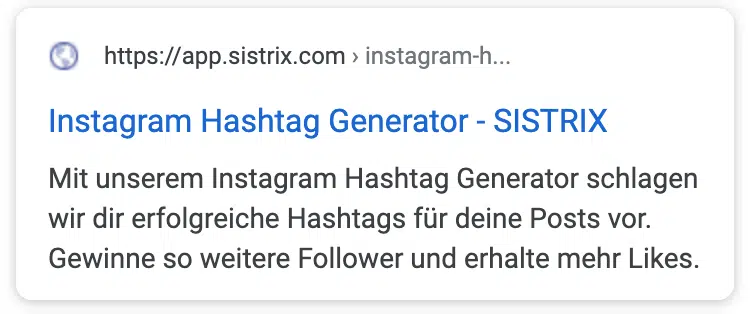 https://app.sistrix.com › instagram-h...
Instagram Hashtag Generator - SISTRIX
Mit unserem Instagram Hashtag Generator schlagen
wir dir erfolgreiche Hashtags für deine Posts vor.
Gewinne so weitere Follower und erhalte mehr Likes.